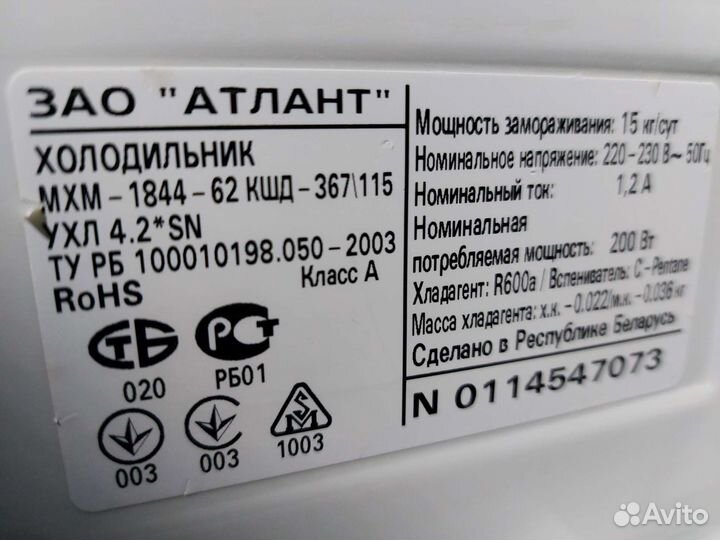 ЗАО "АТЛАНТ"
ХОЛОДИЛЬНИК
МХМ-1844-62 КШД-367\115
УХЛ 4.2*SN
ТУ РБ 100010198.050-2003
RoHS Класс А
СТБ
020
РСТ
РБ01
003
003
1003
Мощность замораживания: 15 кг/сут
Номинальное напряжение: 220-230 В~ 50Гц
Номинальный ток: 1,2 А
Номинальная
потребляемая мощность: 200 Вт
Хладагент: R600a / Вспениватель: C-Pentane
Масса хладагента: х.к. -0.022/м.к. -0.036 кг
Сделано в Республике Беларусь
N 0114547073
Avito